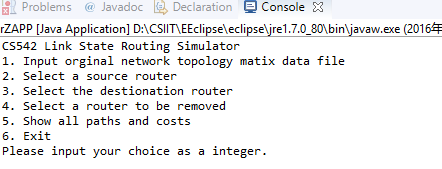 Problems @ Javadoc Declaration Console
rZAPP [Java Application] D:\CSIIT\EEclipse\eclipse\jre1.7.0_80\bin\javaw.exe (2016年
CS542 Link State Routing Simulator
1. Input orginal network topology matix data file
2. Select a source router
3. Select the destionation router
4. Select a router to be removed
5. Show all paths and costs
6. Exit
Please input your choice as a integer.